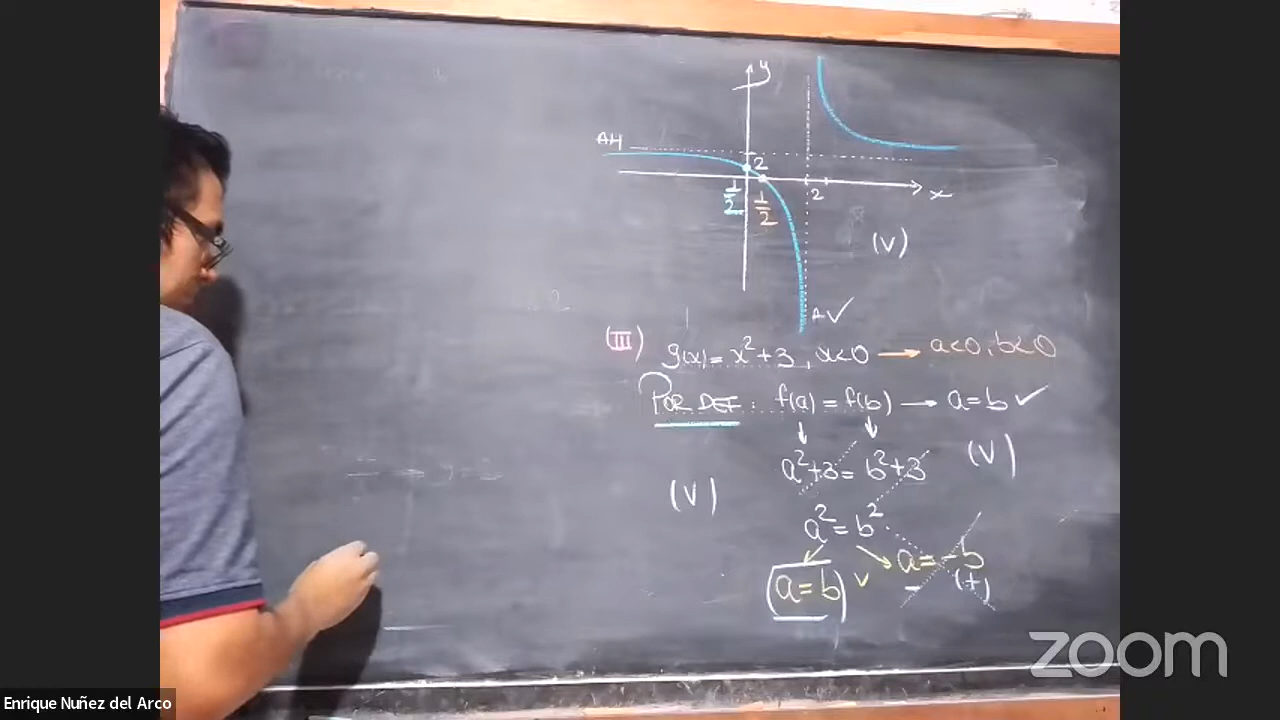 y
AH
2
1/2
1/2
2
x
(V)
AV ✓
(III) g(x) = x² + 3, x<0 → a<0, b<0
POR DEF: f(a) = f(b) → a = b ✓
a²+3 = b²+3 (V)
(V)
a² = b²
a = b ✓ a = -b
- (+)
zoom
Enrique Nuñez del Arco